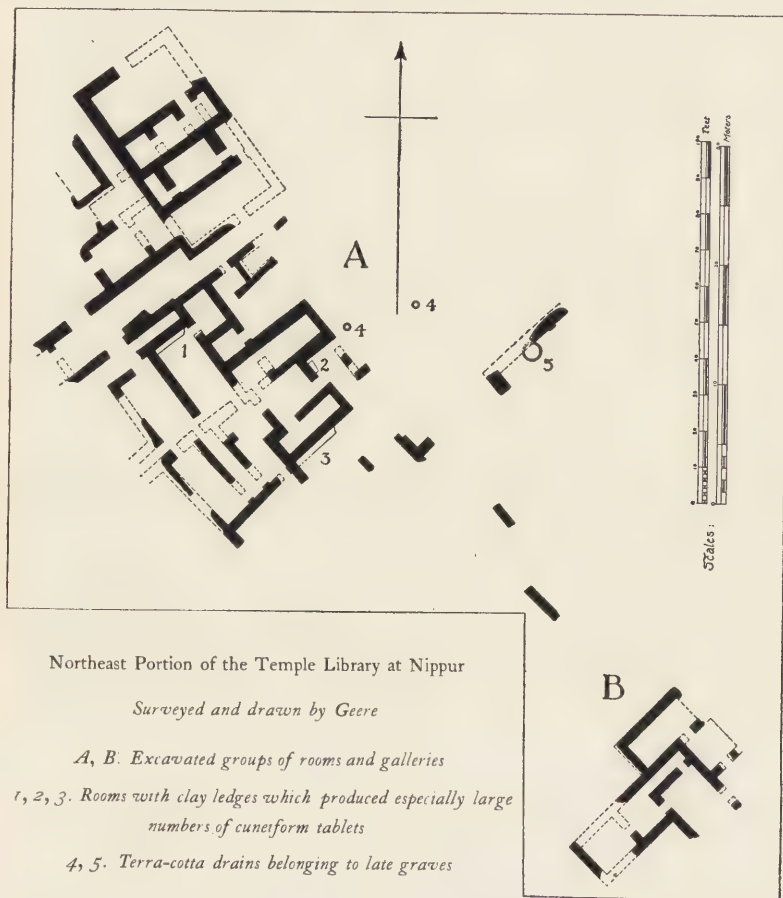 A
4
4
5
1
2
3
Feet
Meters
Scales:
B
Northeast Portion of the Temple Library at Nippur
Surveyed and drawn by Geere
A, B. Excavated groups of rooms and galleries
1, 2, 3. Rooms with clay ledges which produced especially large
numbers of cuneiform tablets
4, 5. Terra-cotta drains belonging to late graves